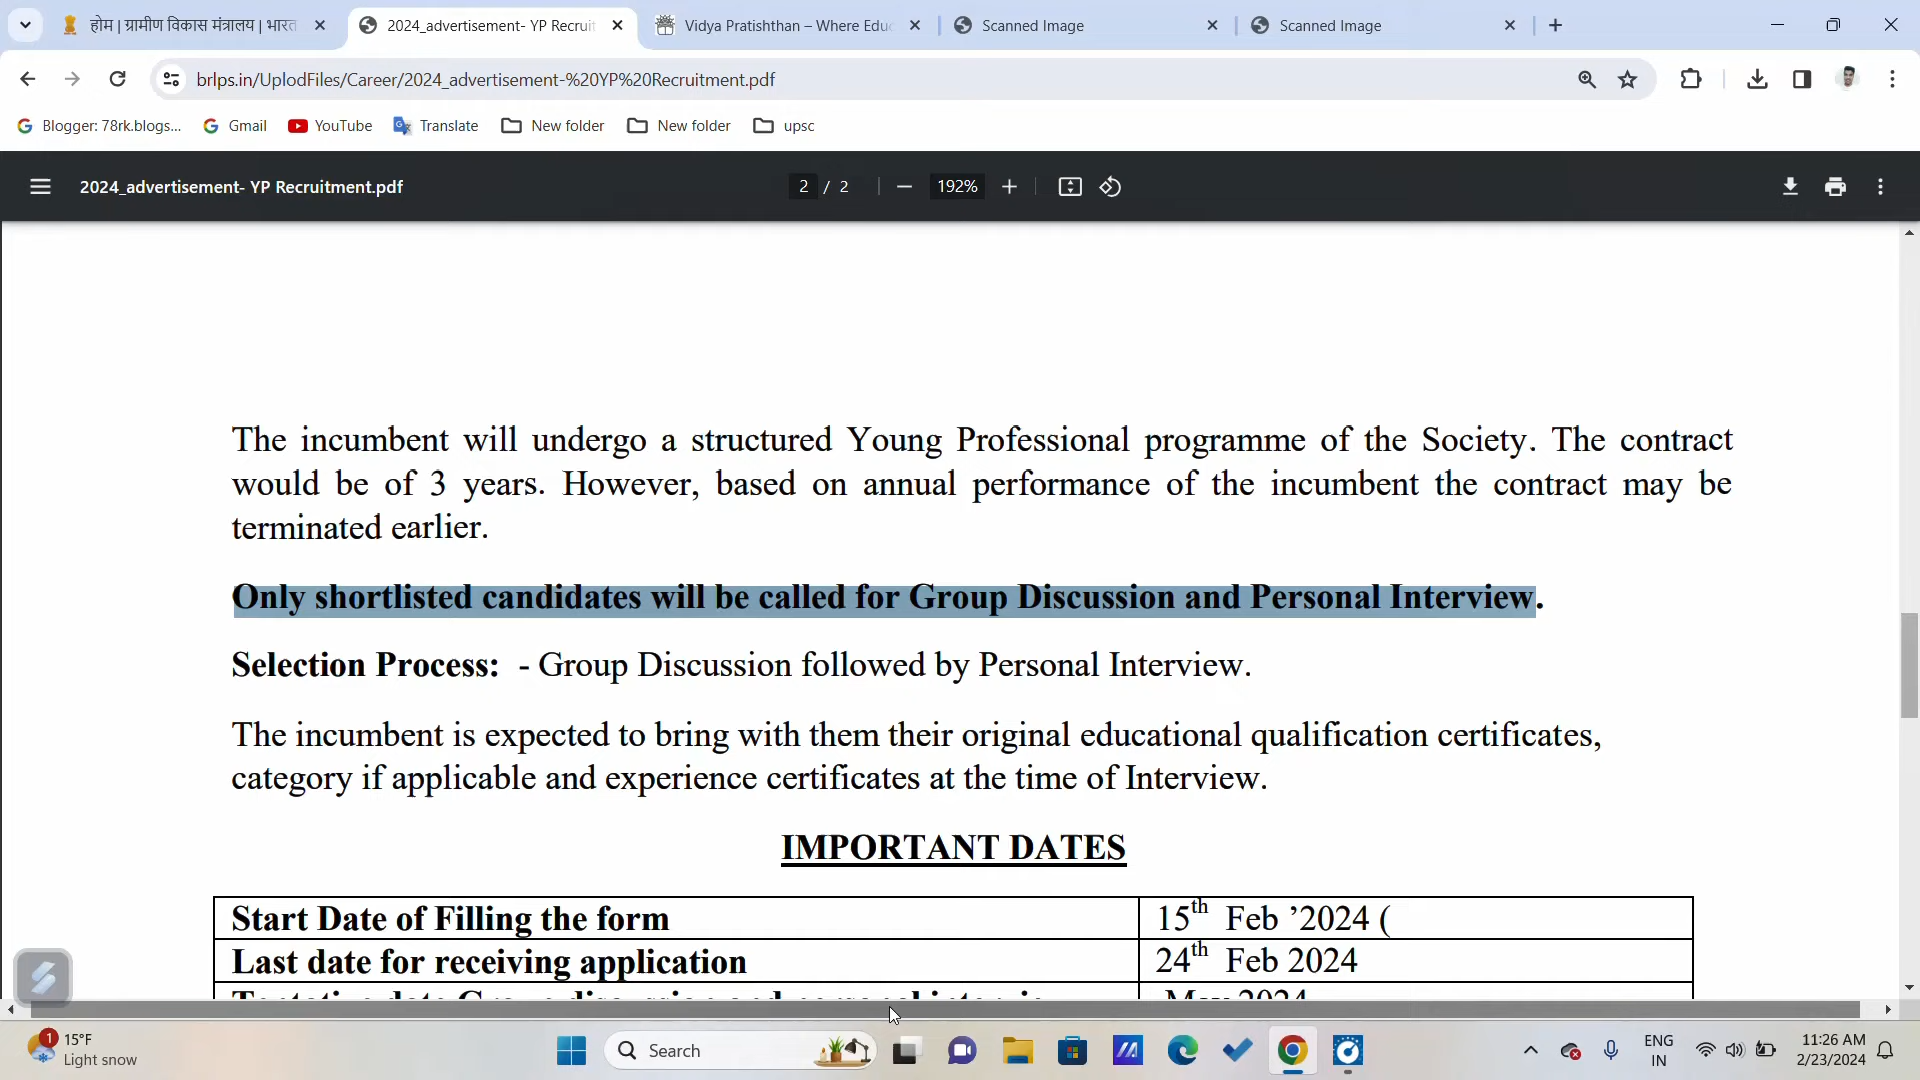 होम | ग्रामीण विकास मंत्रालय | भारत
2024_advertisement- YP Recruit
Vidya Pratishthan – Where Educ
Scanned Image
Scanned Image
brlps.in/UplodFiles/Career/2024_advertisement-%20YP%20Recruitment.pdf
Blogger: 78rk.blogs...
Gmail
YouTube
Translate
New folder
New folder
upsc
2024_advertisement- YP Recruitment.pdf
2 / 2
192%
The incumbent will undergo a structured Young Professional programme of the Society. The contract
would be of 3 years. However, based on annual performance of the incumbent the contract may be
terminated earlier.
Only shortlisted candidates will be called for Group Discussion and Personal Interview.
Selection Process: - Group Discussion followed by Personal Interview.
The incumbent is expected to bring with them their original educational qualification certificates,
category if applicable and experience certificates at the time of Interview.
IMPORTANT DATES
Start Date of Filling the form 15th Feb ’2024 (
Last date for receiving application 24th Feb 2024
May 2024
1
15°F
Light snow
Search
ENG
IN
11:26 AM
2/23/2024